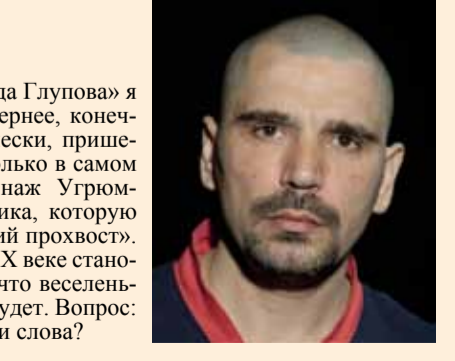 да Глупова» я
ернее, конеч-
ески, прише-
олько в самом
наж Угрюм-
ика, которую
ий прохвост».
X веке стано-
что веселень-
удет. Вопрос:
и слова?